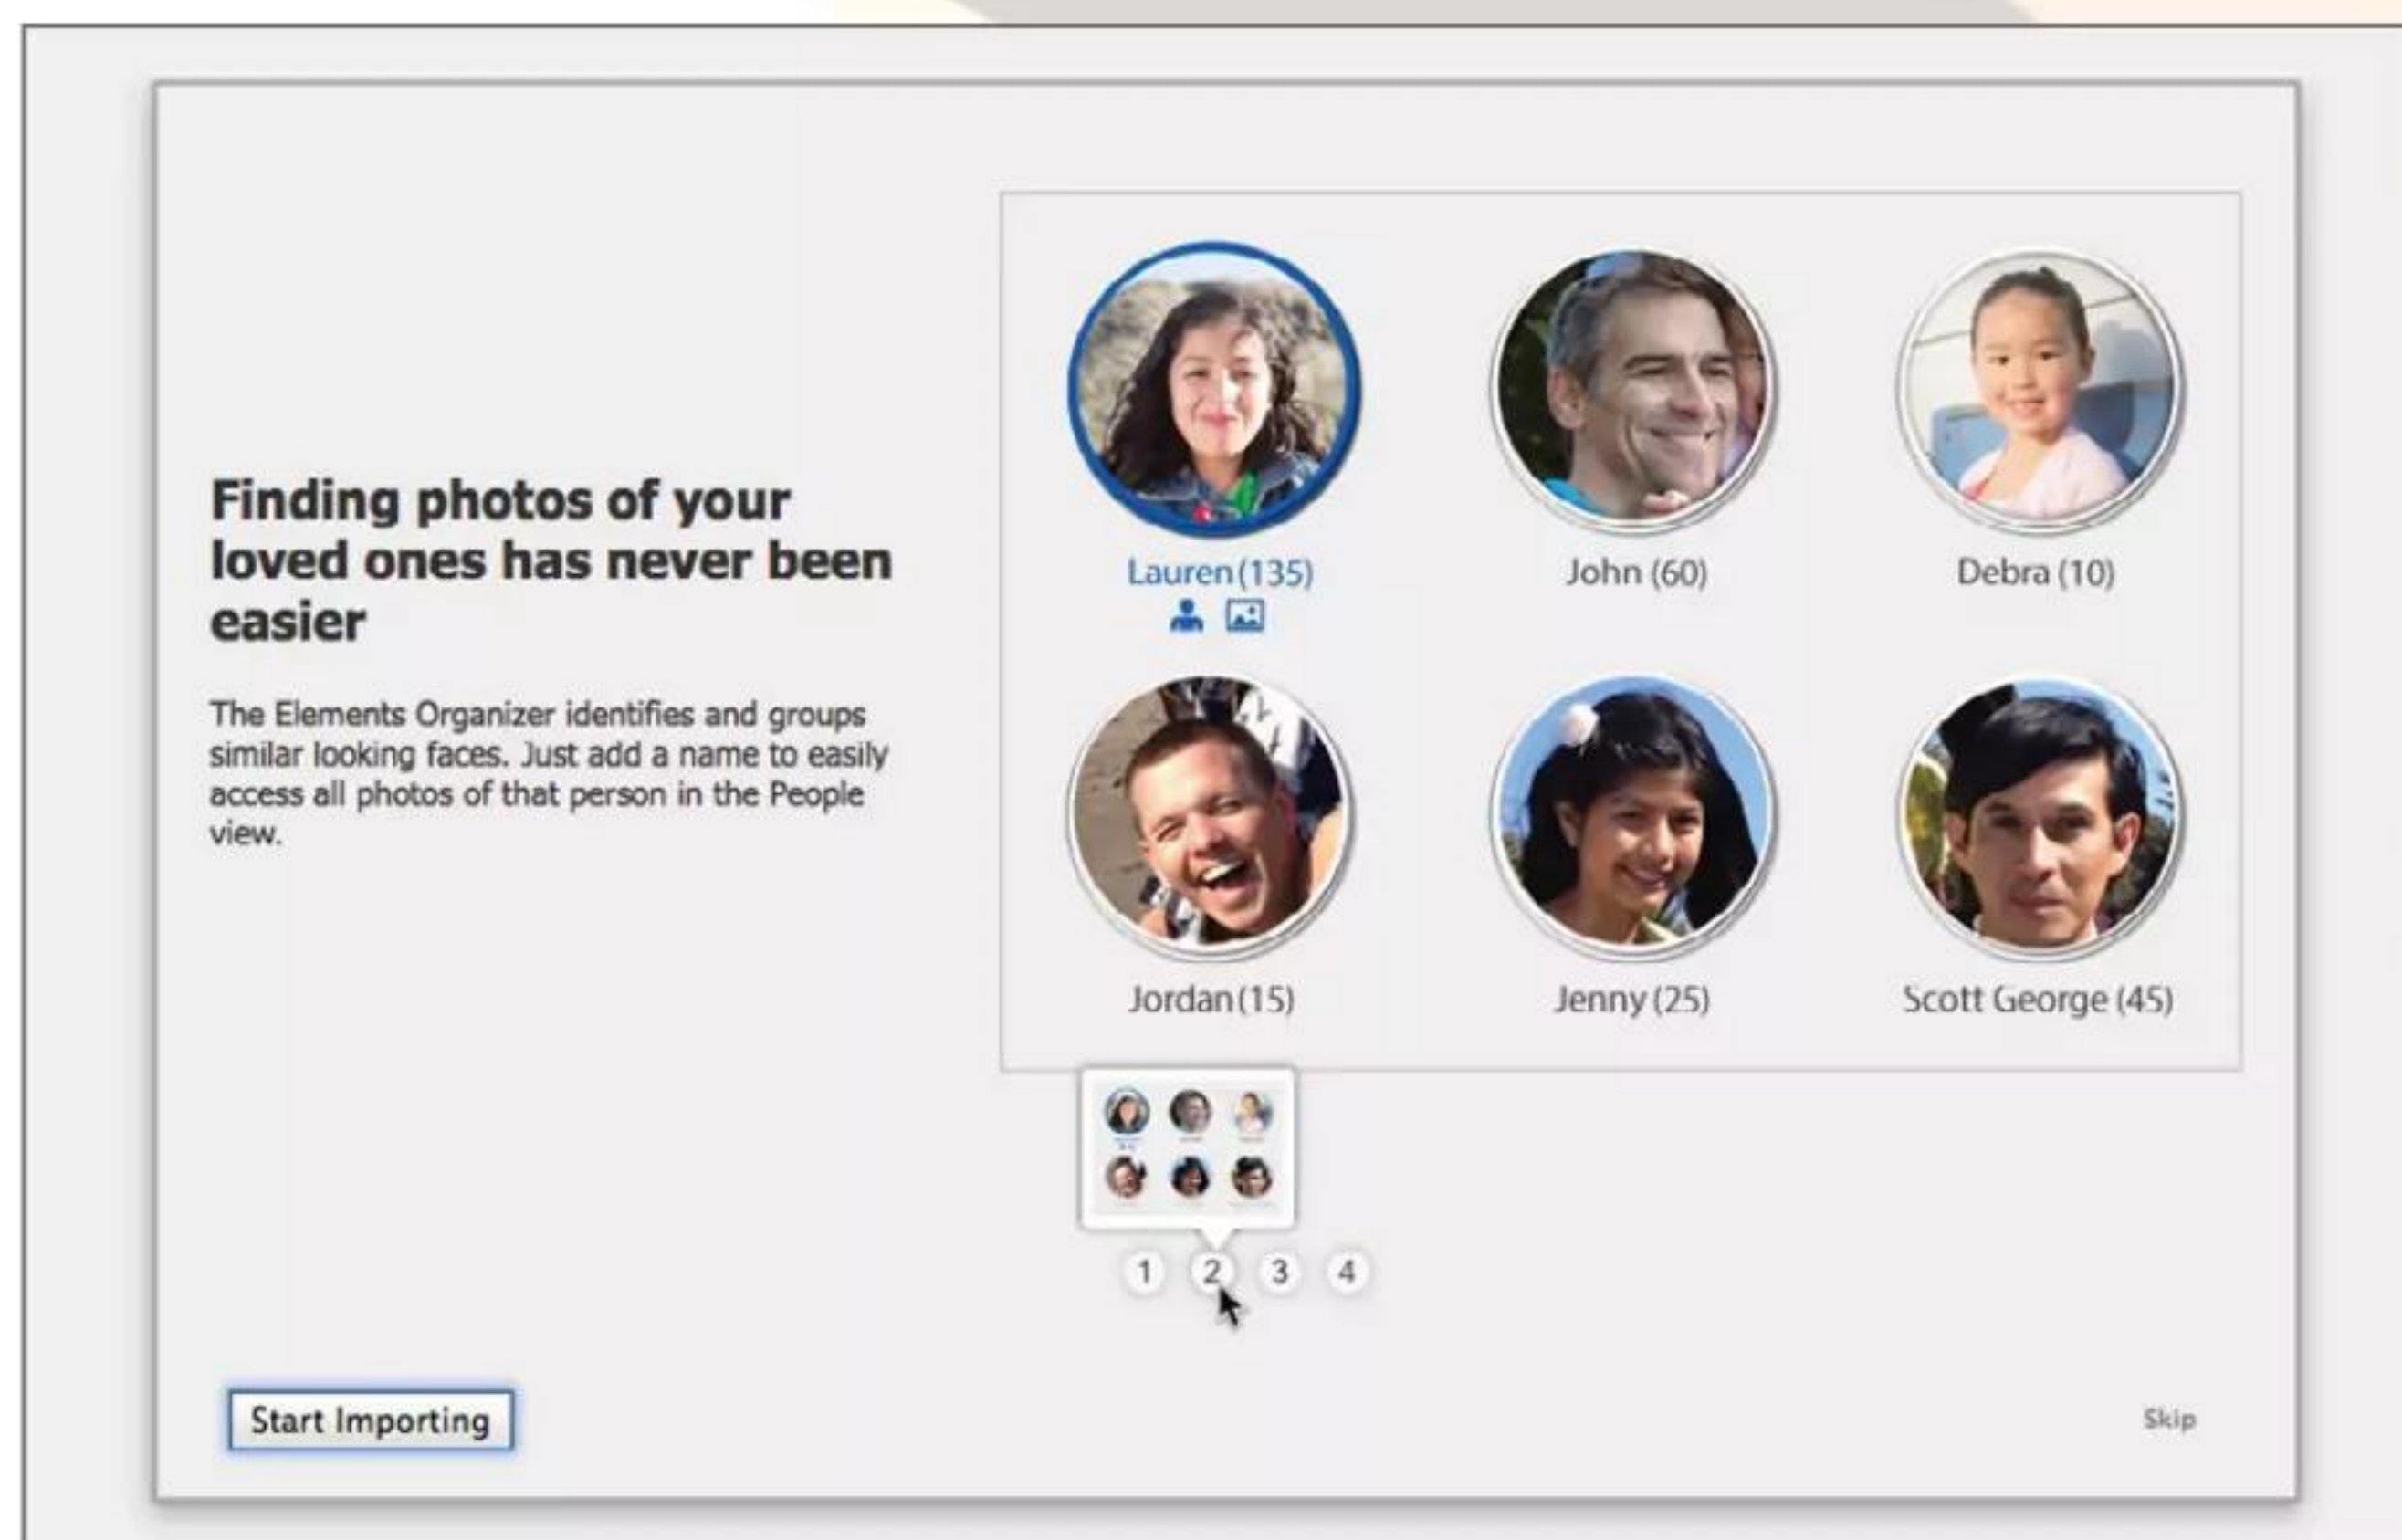 Finding photos of your
loved ones has never been
easier
The Elements Organizer identifies and groups
similar looking faces. Just add a name to easily
access all photos of that person in the People
view.
Lauren (135)
John (60)
Debra (10)
Jordan (15)
Jenny (25)
Scott George (45)
1 2 3 4
Start Importing
Skip